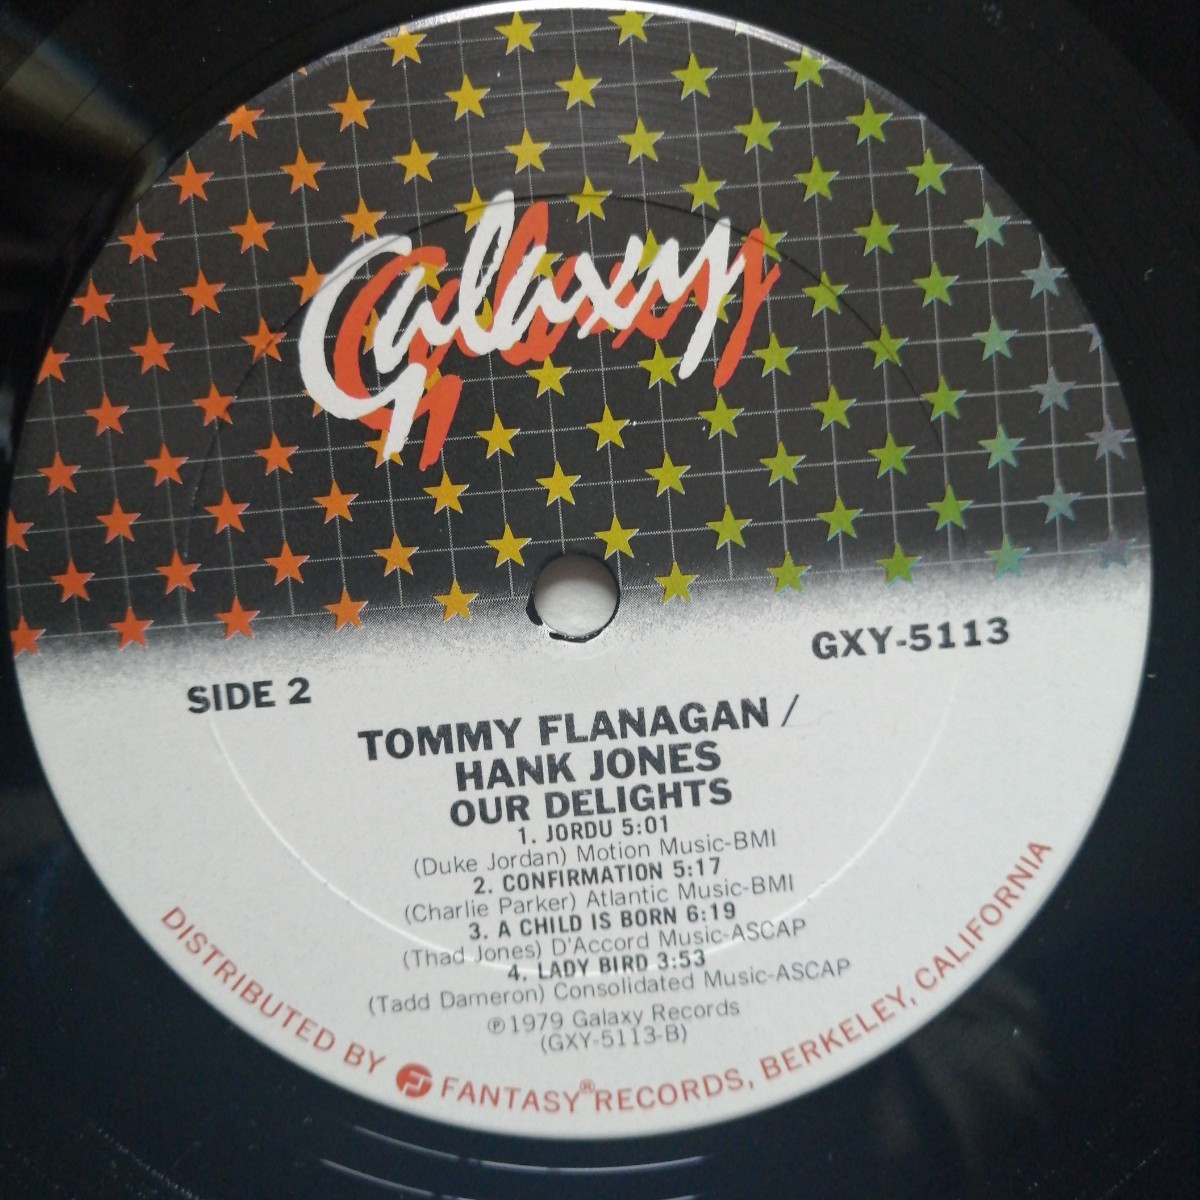 Galaxy
GXY-5113
SIDE 2
TOMMY FLANAGAN /
HANK JONES
OUR DELIGHTS
1. JORDU 5:01
(Duke Jordan) Motion Music-BMI
2. CONFIRMATION 5:17
(Charlie Parker) Atlantic Music-BMI
3. A CHILD IS BORN 6:19
(Thad Jones) D'Accord Music-ASCAP
4. LADY BIRD 3:53
(Tadd Dameron) Consolidated Music-ASCAP
℗1979 Galaxy Records
(GXY-5113-B)
DISTRIBUTED BY FANTASY® RECORDS, BERKELEY, CALIFORNIA